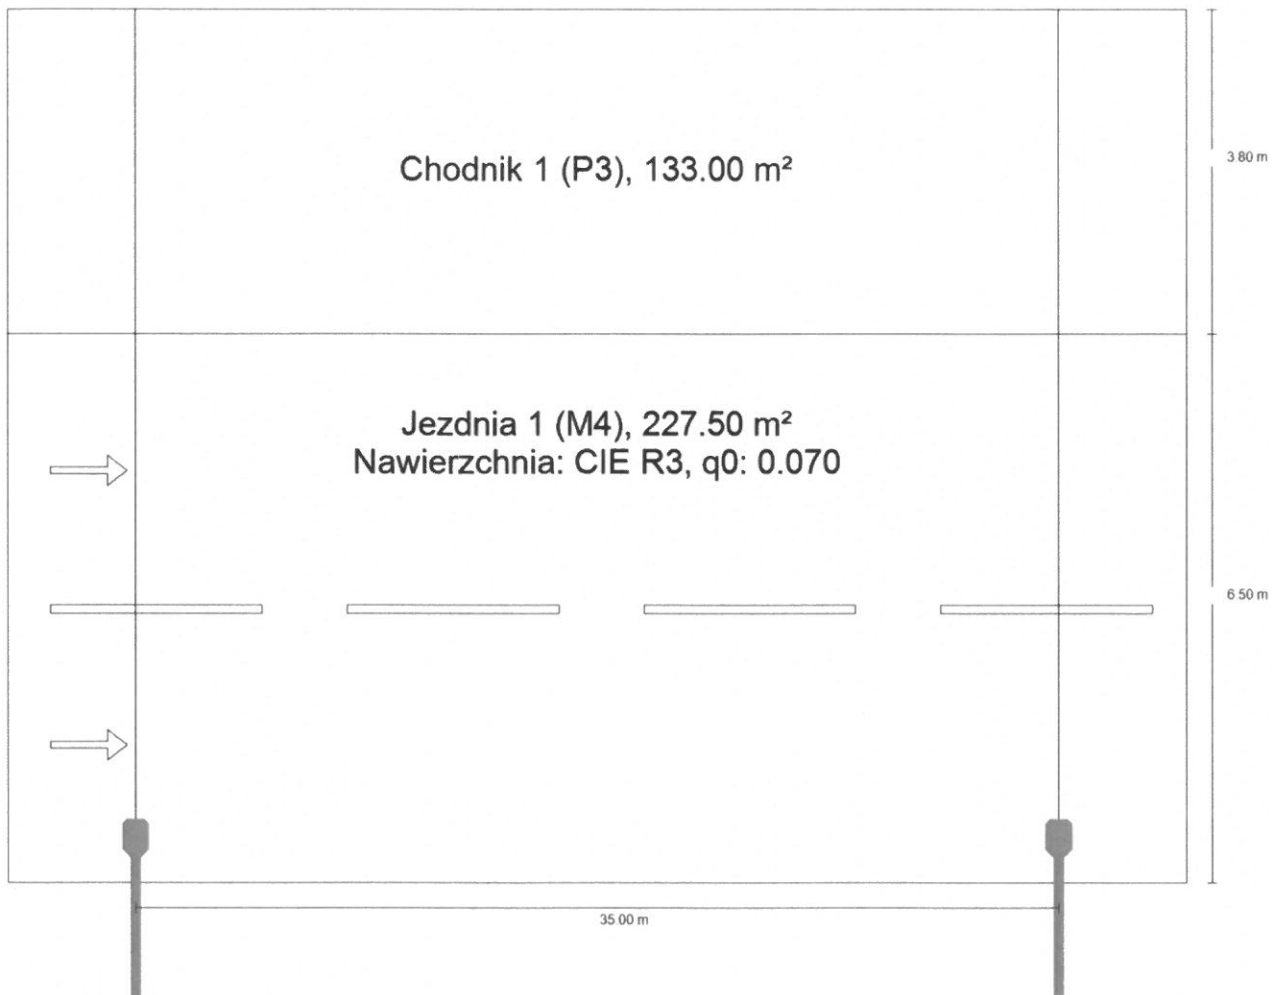 Chodnik 1 (P3), 133.00 m²
3 80 m
Jezdnia 1 (M4), 227.50 m²
Nawierzchnia: CIE R3, q0: 0.070
6 50 m
35 00 m